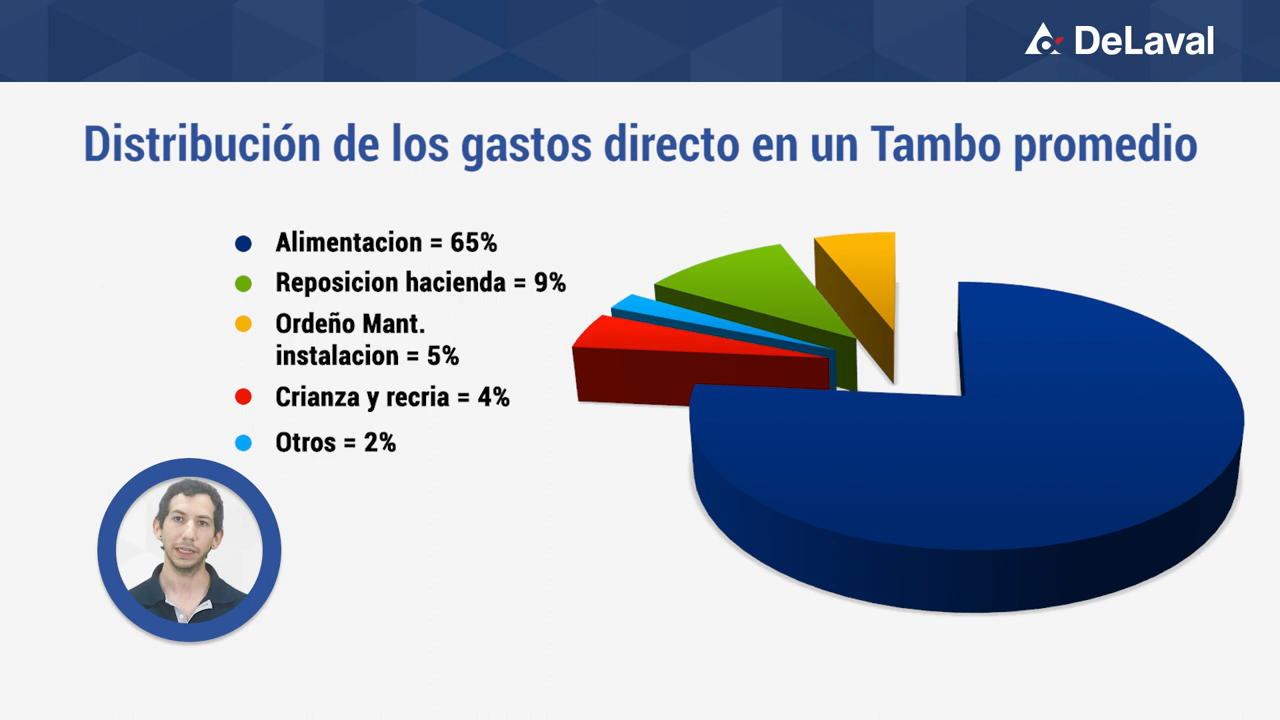 DeLaval
Distribución de los gastos directo en un Tambo promedio
Alimentacion = 65%
Reposicion hacienda = 9%
Ordeño Mant.
instalacion = 5%
Crianza y recria = 4%
Otros = 2%